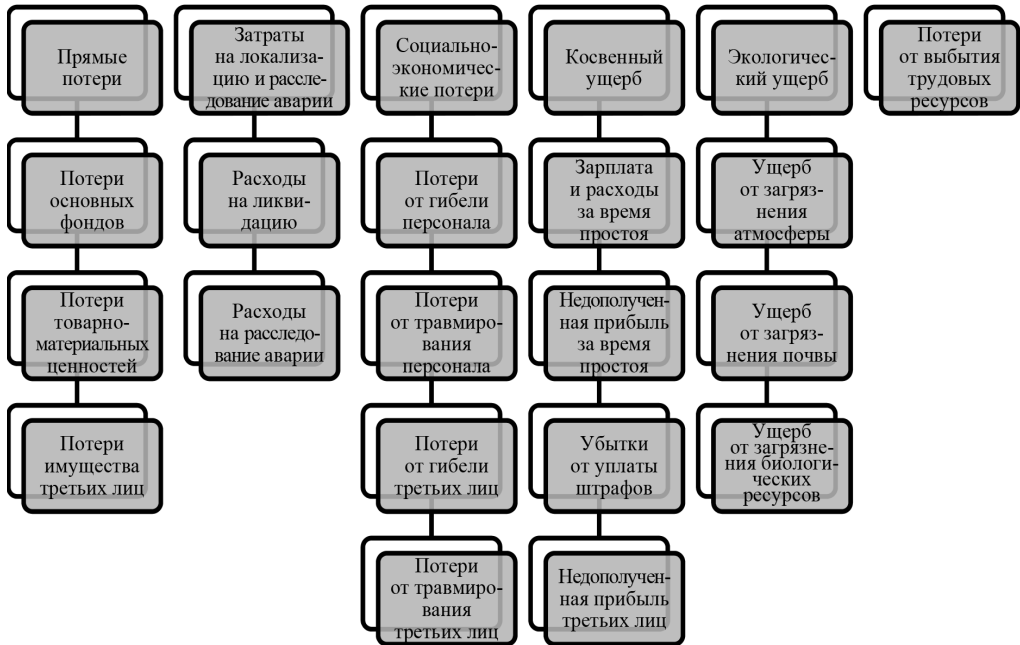 Прямые
потери
Затраты
на локализа-
цию и рассле-
дование аварии
Социально-
экономичес-
кие потери
Косвенный
ущерб
Экологичес-
кий ущерб
Потери
от выбытия
трудовых
ресурсов
Потери
основных
фондов
Расходы
на ликви-
дацию
Потери
от гибели
персонала
Зарплата
и расходы
за время
простоя
Ущерб
от загряз-
нения
атмосферы
Потери
товарно-
материальных
ценностей
Расходы
на расследо-
вание аварии
Потери
от травмиро-
вания
персонала
Недополучен-
ная прибыль
за время
простоя
Ущерб
от загряз-
нения почвы
Потери
имущества
третьих лиц
Потери
от гибели
третьих лиц
Убытки
от уплаты
штрафов
Ущерб
от загрязне-
ния биологи-
ческих
ресурсов
Потери
от травмиро-
вания
третьих лиц
Недополучен-
ная прибыль
третьих лиц